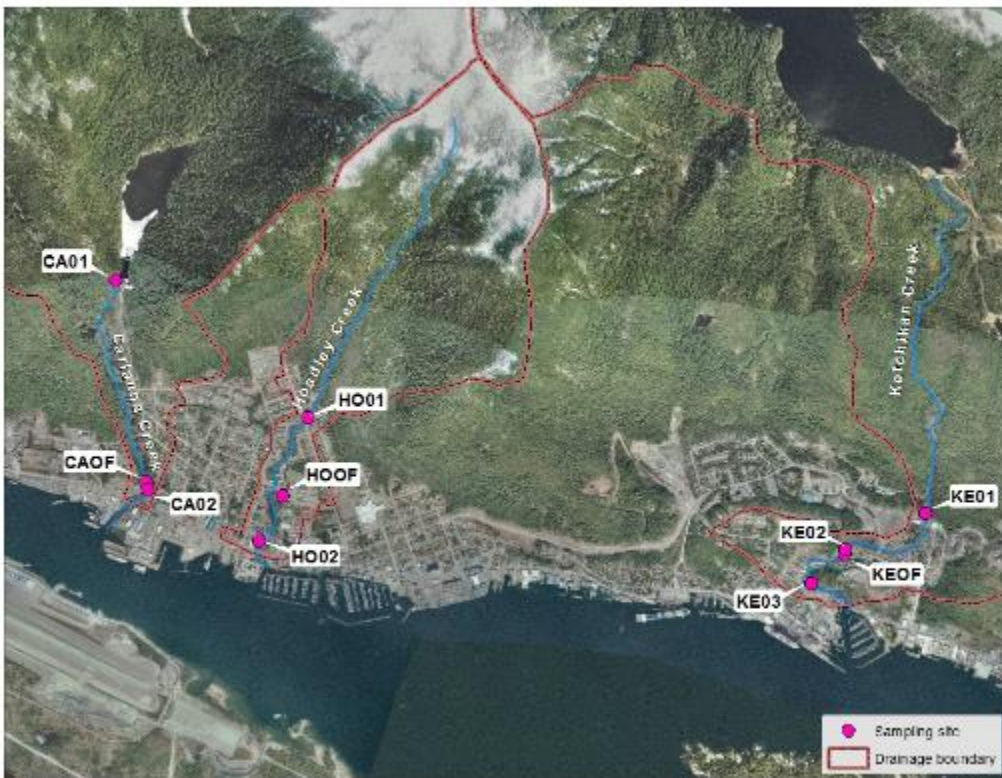 CA01
Carlanna Creek
CAOF
CA02
Hoadley Creek
HO01
HOOF
HO02
Ketchikan Creek
KE01
KE02
KEOF
KE03
Sampling site
Drainage boundary